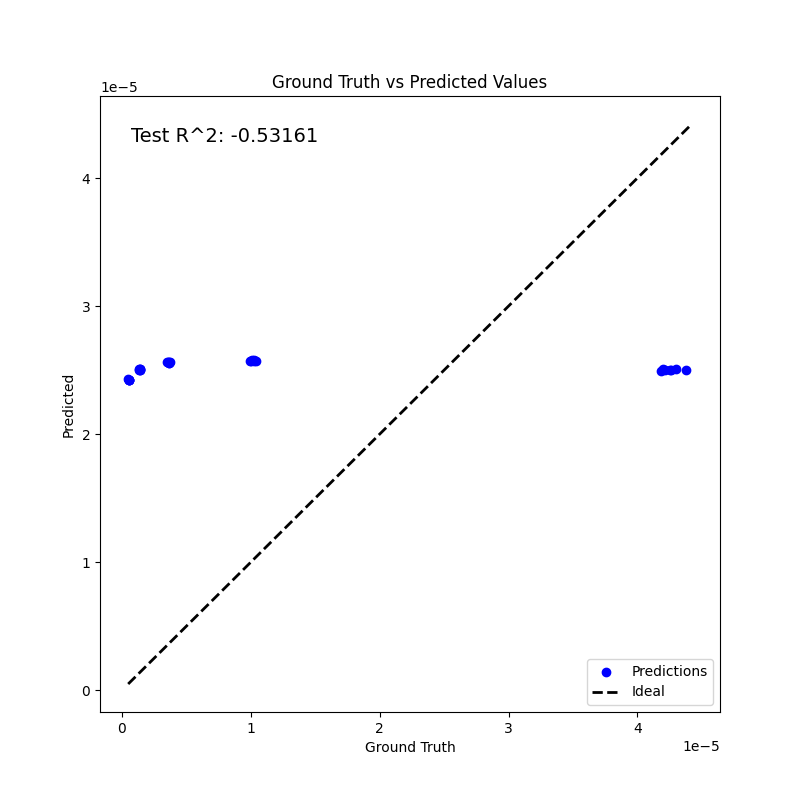 Ground Truth vs Predicted Values
1e−5
Test R^2: -0.53161
4
3
2
1
0
Predicted
Predictions
Ideal
0 1 2 3 4
1e−5
Ground Truth